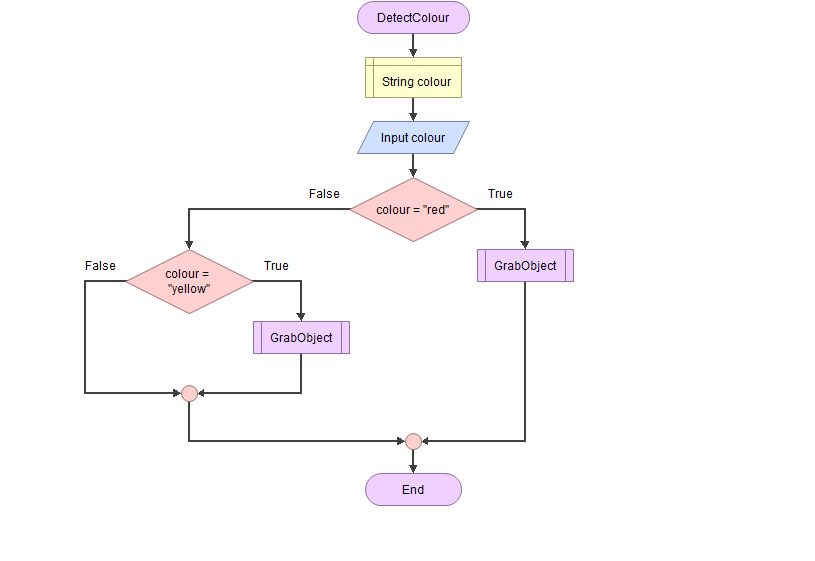 DetectColour
String colour
Input colour
False
True
colour = "red"
False
True
colour =
"yellow"
GrabObject
GrabObject
End